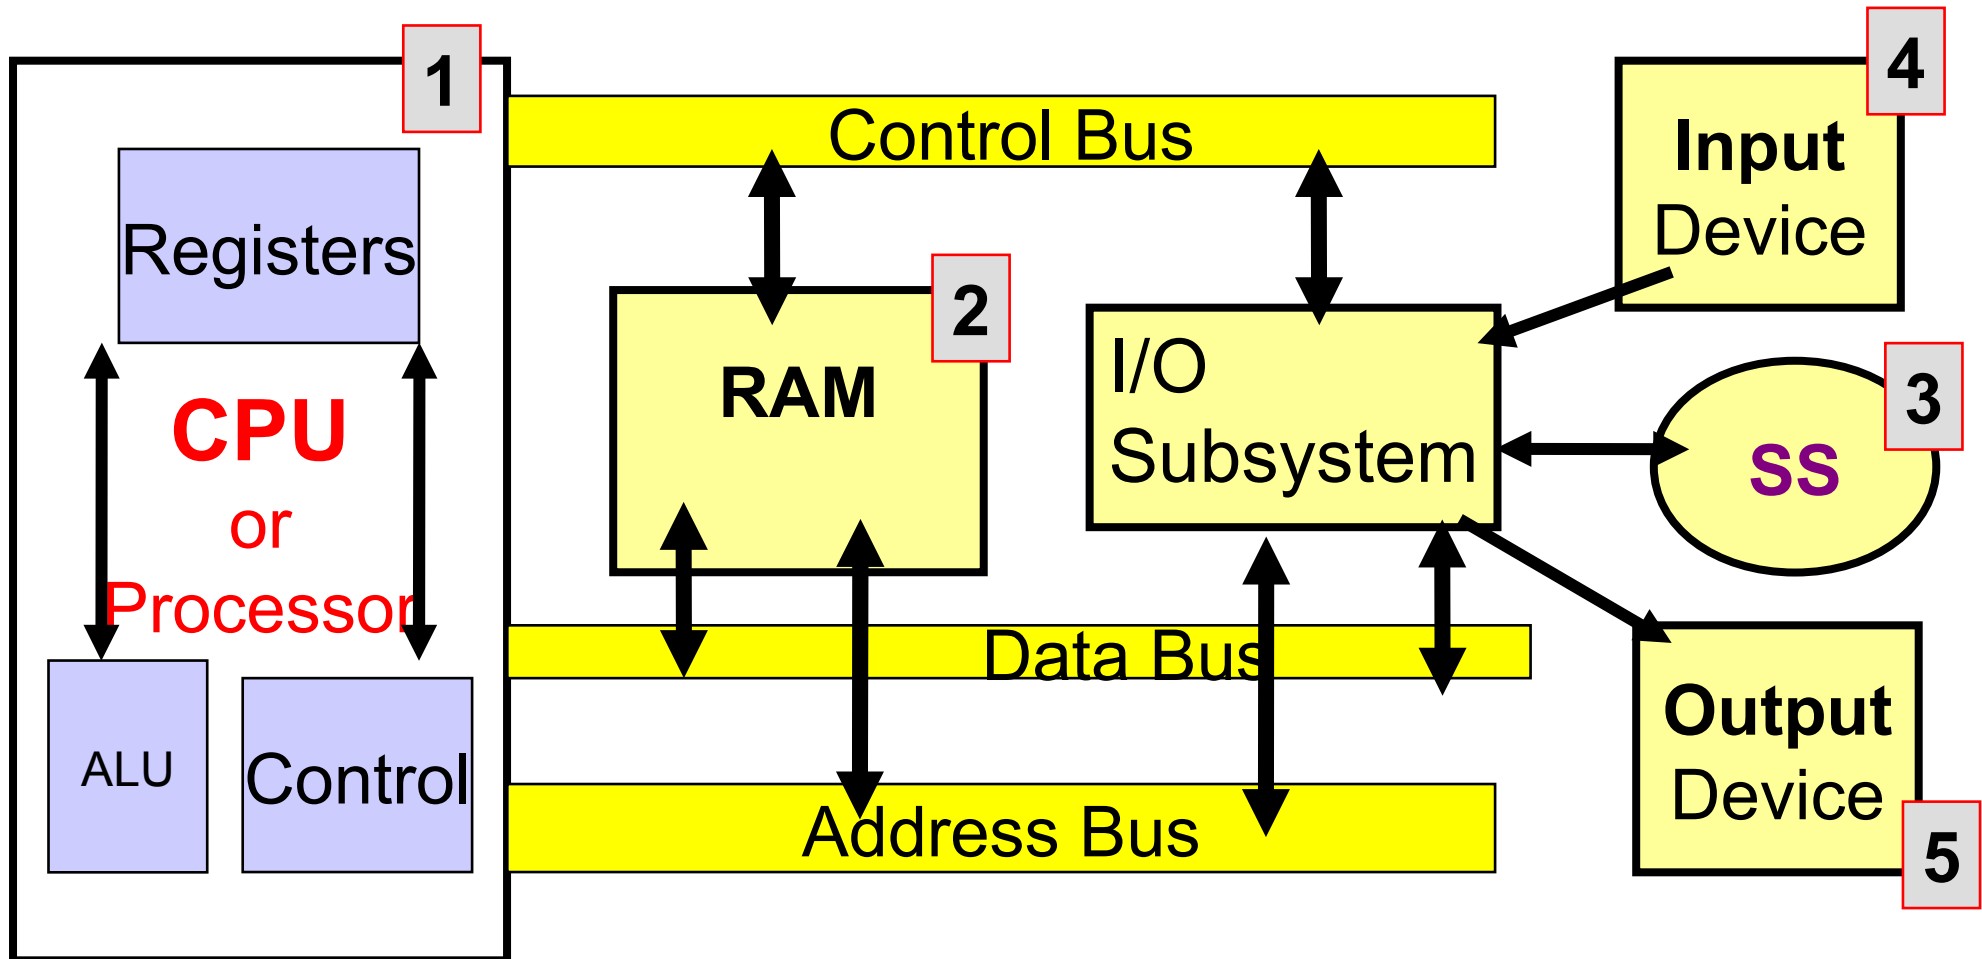 1
Registers
CPU
or
Processor
ALU
Control
Control Bus
2
RAM
I/O
Subsystem
Data Bus
Address Bus
4
Input
Device
3
SS
Output
Device
5